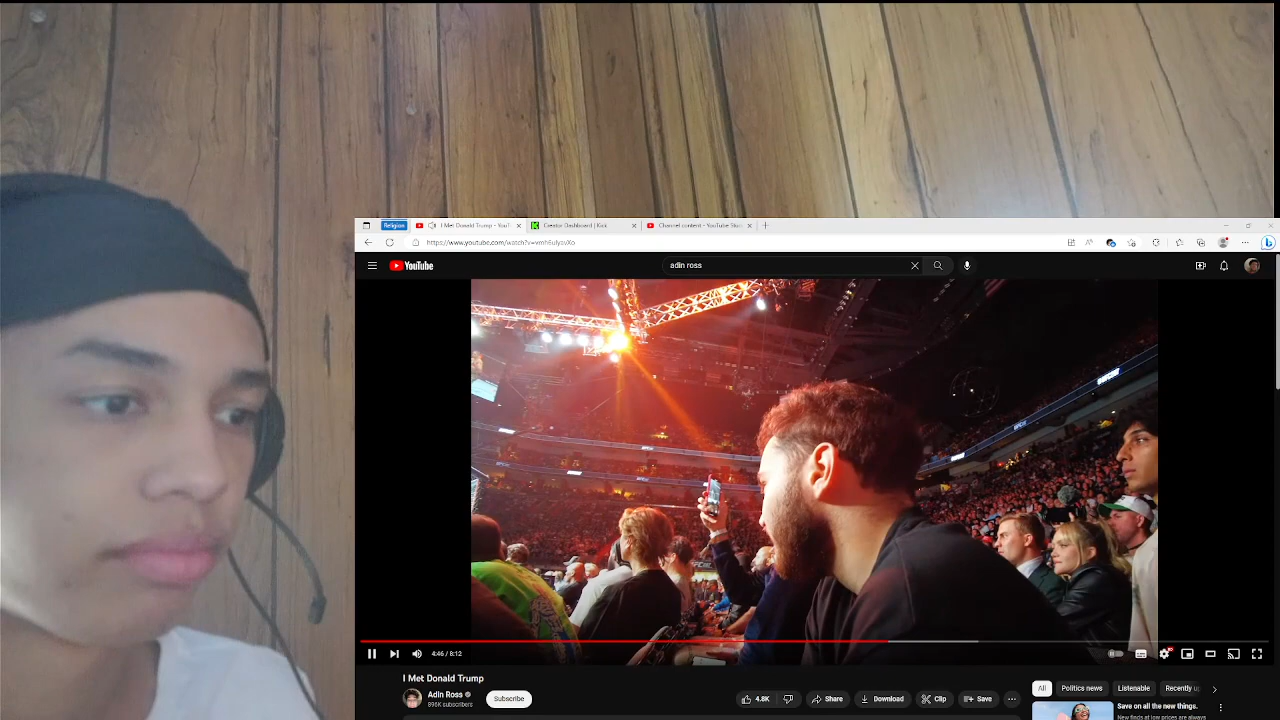 Religion
I Met Donald Trump - YouT
Creator Dashboard | Kick
Channel content - YouTube Stu
https://www.youtube.com/watch?v=vmh6ulyavXo
YouTube
adin ross
4:46 / 8:12
I Met Donald Trump
Adin Ross
896K subscribers
Subscribe
4.8K
Share
Download
Clip
Save
All
Politics news
Listenable
Recently u
Save on all the new things.
New finds at low prices are always